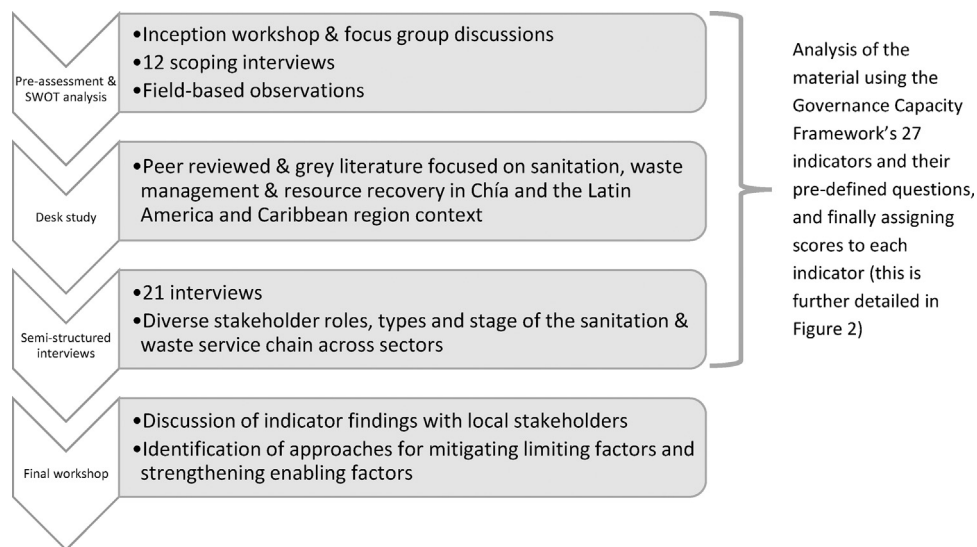 Pre-assessment &
SWOT analysis
•Inception workshop & focus group discussions
•12 scoping interviews
•Field-based observations
Desk study
•Peer reviewed & grey literature focused on sanitation, waste
management & resource recovery in Chía and the Latin
America and Caribbean region context
Semi-structured
interviews
•21 interviews
•Diverse stakeholder roles, types and stage of the sanitation &
waste service chain across sectors
Final workshop
•Discussion of indicator findings with local stakeholders
•Identification of approaches for mitigating limiting factors and
strengthening enabling factors
Analysis of the
material using the
Governance Capacity
Framework's 27
indicators and their
pre-defined questions,
and finally assigning
scores to each
indicator (this is
further detailed in
Figure 2)